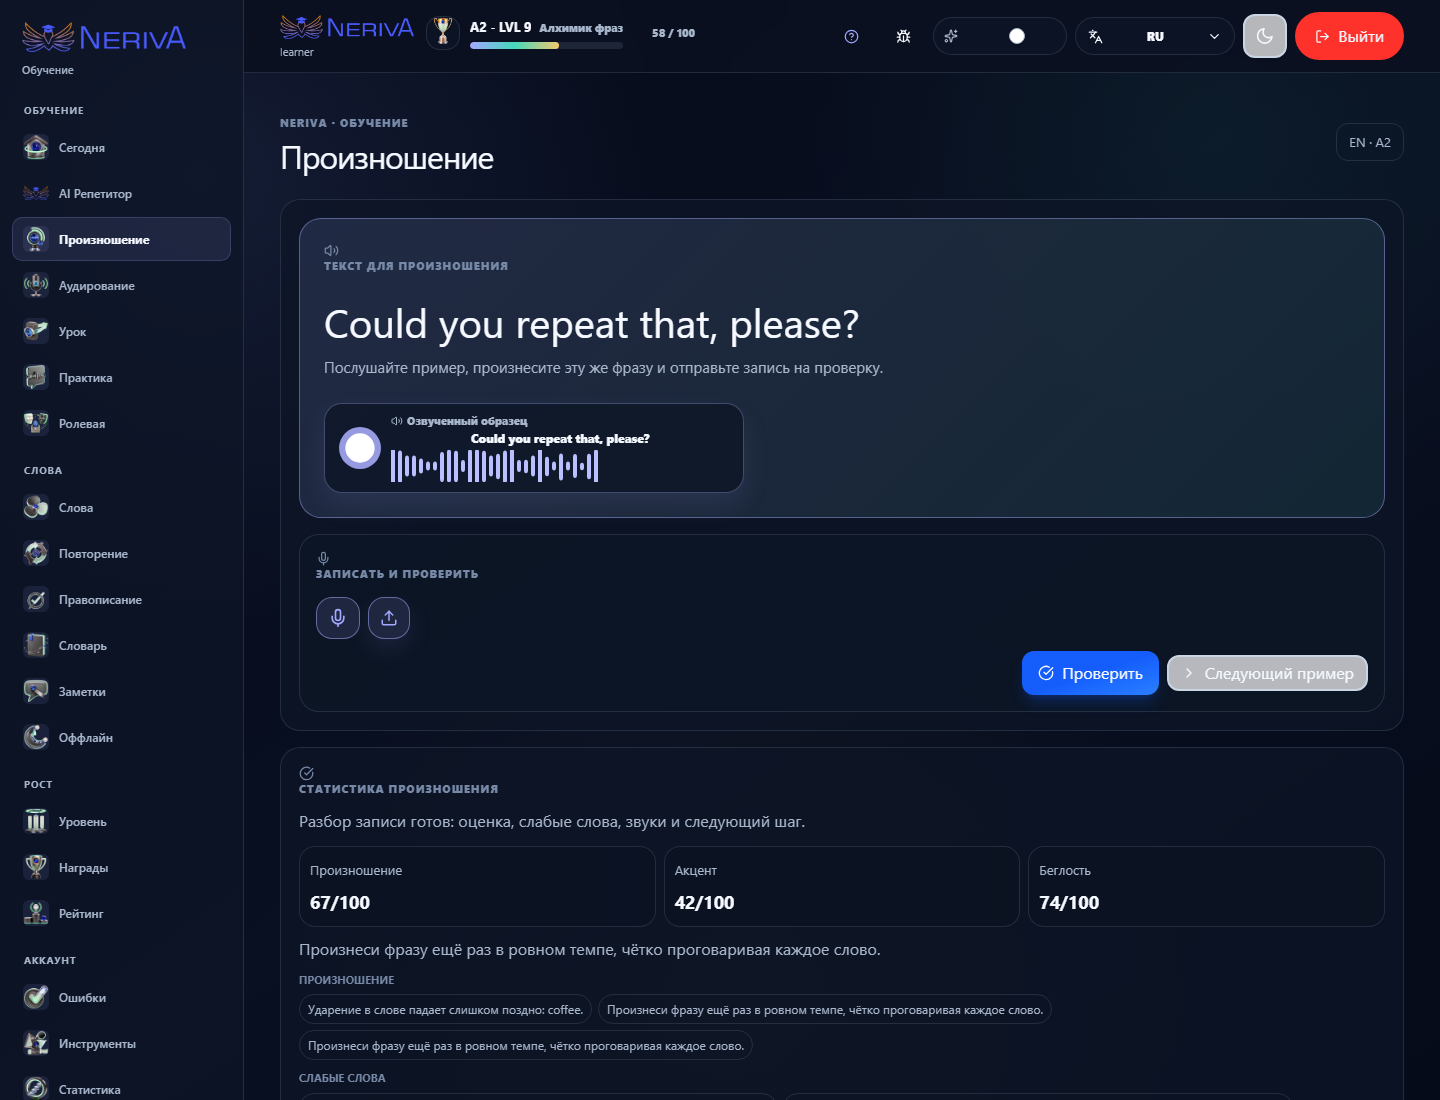 NERIVA
Обучение
ОБУЧЕНИЕ
Сегодня
AI Репетитор
Произношение
Аудирование
Урок
Практика
Ролевая
СЛОВА
Слова
Повторение
Правописание
Словарь
Заметки
Оффлайн
РОСТ
Уровень
Награды
Рейтинг
АККАУНТ
Ошибки
Инструменты
Статистика
NERIVA
learner
A2 - LVL 9 Алхимик фраз
58 / 100
RU
Выйти
NERIVA · ОБУЧЕНИЕ
Произношение
EN · A2
ТЕКСТ ДЛЯ ПРОИЗНОШЕНИЯ
Could you repeat that, please?
Послушайте пример, произнесите эту же фразу и отправьте запись на проверку.
Озвученный образец
Could you repeat that, please?
ЗАПИСАТЬ И ПРОВЕРИТЬ
Проверить
Следующий пример
СТАТИСТИКА ПРОИЗНОШЕНИЯ
Разбор записи готов: оценка, слабые слова, звуки и следующий шаг.
Произношение
67/100
Акцент
42/100
Беглость
74/100
Произнеси фразу ещё раз в ровном темпе, чётко проговаривая каждое слово.
ПРОИЗНОШЕНИЕ
Ударение в слове падает слишком поздно: coffee.
Произнеси фразу ещё раз в ровном темпе, чётко проговаривая каждое слово.
Произнеси фразу ещё раз в ровном темпе, чётко проговаривая каждое слово.
СЛАБЫЕ СЛОВА